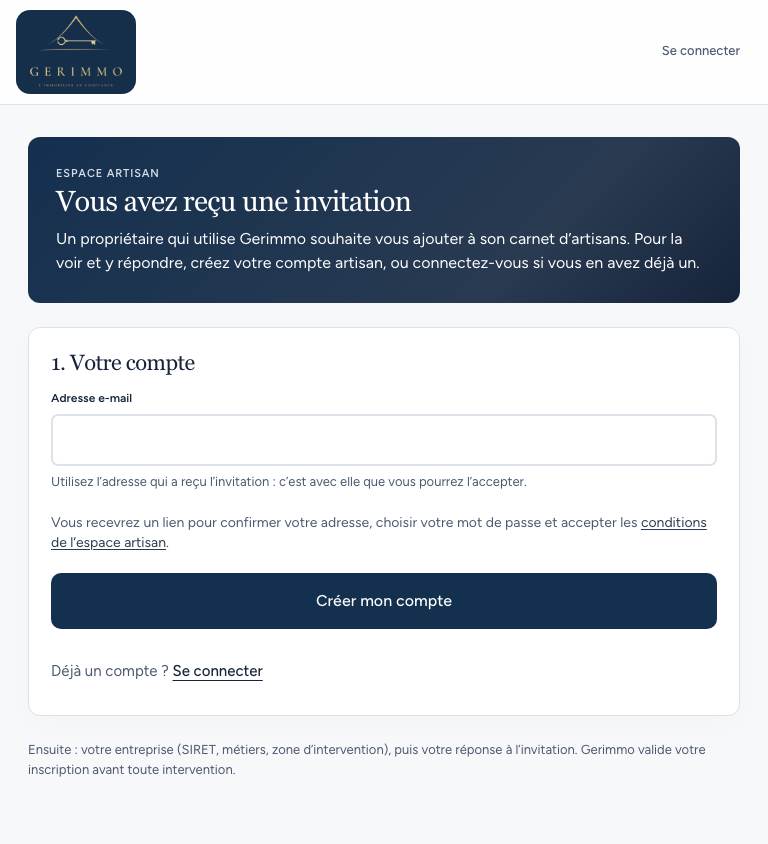 GERIMMO
Se connecter
ESPACE ARTISAN
Vous avez reçu une invitation
Un propriétaire qui utilise Gerimmo souhaite vous ajouter à son carnet d’artisans. Pour la
voir et y répondre, créez votre compte artisan, ou connectez-vous si vous en avez déjà un.
1. Votre compte
Adresse e-mail
Utilisez l’adresse qui a reçu l’invitation : c’est avec elle que vous pourrez l’accepter.
Vous recevrez un lien pour confirmer votre adresse, choisir votre mot de passe et accepter les conditions
de l’espace artisan.
Créer mon compte
Déjà un compte ? Se connecter
Ensuite : votre entreprise (SIRET, métiers, zone d’intervention), puis votre réponse à l’invitation. Gerimmo valide votre
inscription avant toute intervention.